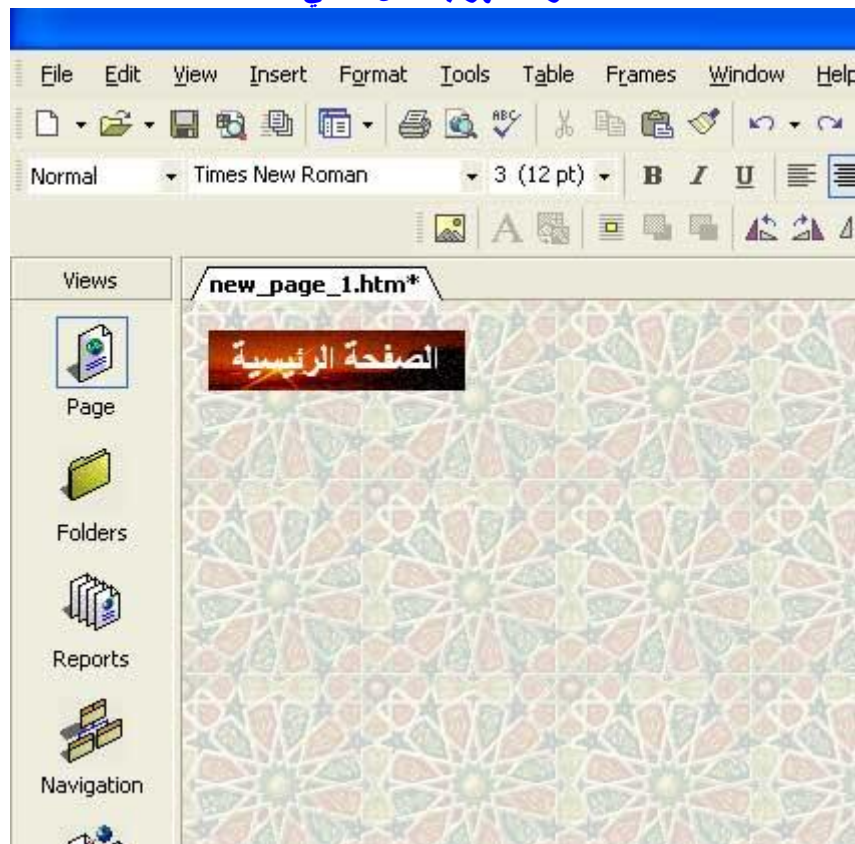 File Edit View Insert Format Tools Table Frames Window Help
Normal Times New Roman 3 (12 pt) B I U
Views new_page_1.htm*
الصفحة الرئيسية
Page
Folders
Reports
Navigation